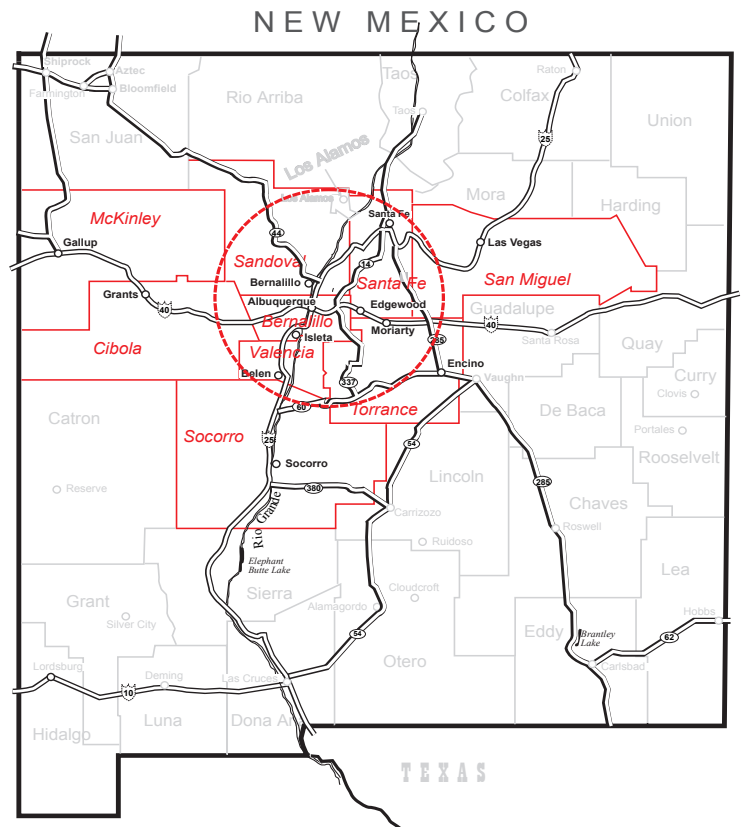 NEW MEXICO
Shiprock
Aztec
Farmington
Bloomfield
Rio Arriba
Taos
Raton
Colfax
Taos
Union
25
San Juan
Los Alamos
Los Alamos
Mora
Harding
McKinley
Santa Fe
44
Gallup
Las Vegas
Sandoval
14
Bernalillo
Santa Fe
San Miguel
Grants
40
Albuquerque
Edgewood
Guadalupe
Bernalillo
Moriarty
40
Isleta
285
Santa Rosa
Cibola
Valencia
Quay
Belen
337
Encino
Vaughn
Curry
Clovis
60
Torrance
De Baca
Catron
Socorro
25
54
Portales
Rooselvelt
Socorro
Lincoln
Reserve
380
285
Chaves
Rio Grande
Carrizozo
Roswell
Ruidoso
Elephant
Butte Lake
Lea
Sierra
Cloudcroft
Grant
Alamagordo
Silver City
Hobbs
54
Eddy
Brantley
Lake
62
Otero
Lordsburg
Deming
Las Cruces
Carlsbad
10
Luna
Dona An
Hidalgo
TEXAS